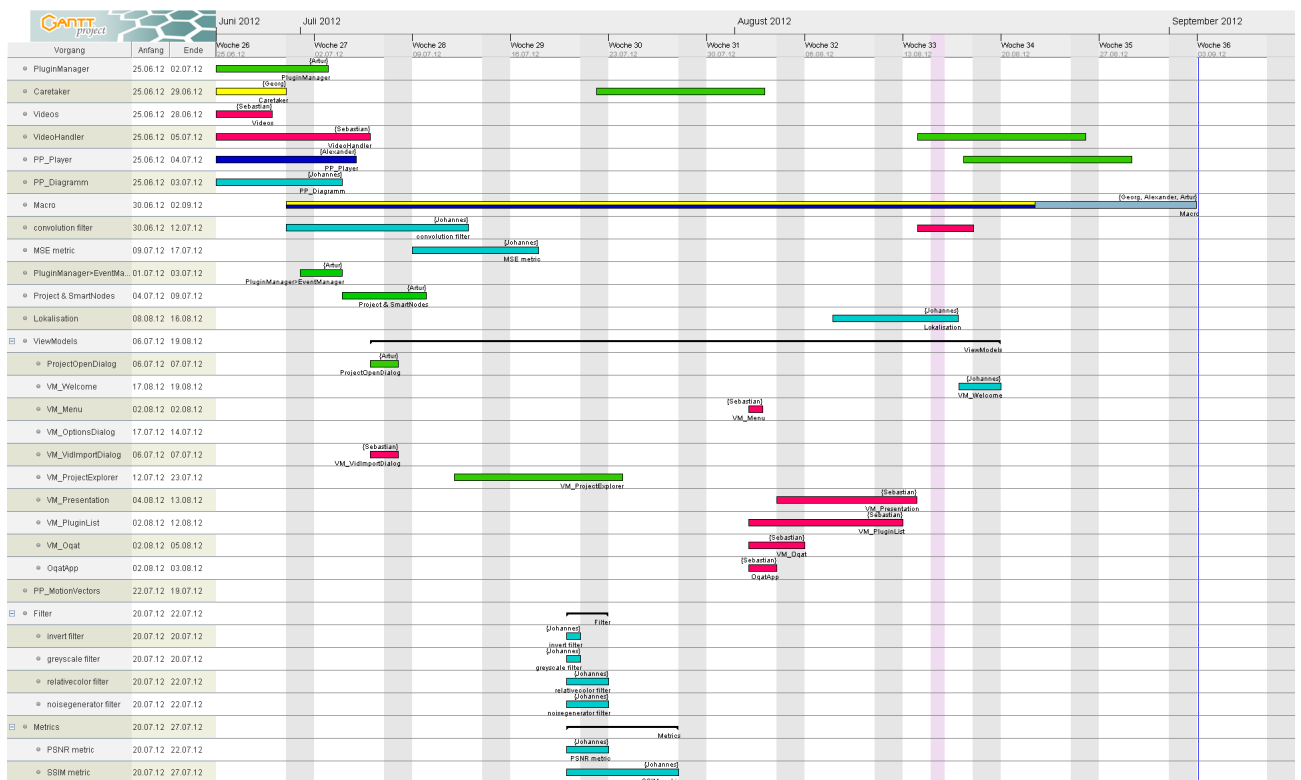 GANTT
project
Juni 2012
Juli 2012
August 2012
September 2012
Vorgang Anfang Ende
Woche 26 Woche 27 Woche 28 Woche 29 Woche 30 Woche 31 Woche 32 Woche 33 Woche 34 Woche 35 Woche 36
25.06.12 02.07.12 09.07.12 16.07.12 23.07.12 30.07.12 06.08.12 13.08.12 20.08.12 27.08.12 03.09.12
PluginManager 25.06.12 02.07.12
{Artur}
PluginManager
Caretaker 25.06.12 29.06.12
{Georg}
Caretaker
Videos 25.06.12 28.06.12
{Sebastian}
Videos
VideoHandler 25.06.12 05.07.12
{Sebastian}
VideoHandler
PP_Player 25.06.12 04.07.12
{Alexander}
PP_Player
PP_Diagramm 25.06.12 03.07.12
{Johannes}
PP_Diagramm
Macro 30.06.12 02.09.12
{Georg, Alexander, Artur}
Macro
convolution filter 30.06.12 12.07.12
{Johannes}
convolution filter
MSE metric 09.07.12 17.07.12
{Johannes}
MSE metric
PluginManager>EventMa... 01.07.12 03.07.12
{Artur}
PluginManager>EventManager
Project & SmartNodes 04.07.12 09.07.12
{Artur}
Project & SmartNodes
Lokalisation 08.08.12 16.08.12
{Johannes}
Lokalisation
ViewModels 06.07.12 19.08.12
ViewModels
ProjectOpenDialog 06.07.12 07.07.12
{Artur}
ProjectOpenDialog
VM_Welcome 17.08.12 19.08.12
{Johannes}
VM_Welcome
VM_Menu 02.08.12 02.08.12
{Sebastian}
VM_Menu
VM_OptionsDialog 17.07.12 14.07.12
VM_VidImportDialog 06.07.12 07.07.12
{Sebastian}
VM_VidImportDialog
VM_ProjectExplorer 12.07.12 23.07.12
VM_ProjectExplorer
VM_Presentation 04.08.12 13.08.12
{Sebastian}
VM_Presentation
VM_PluginList 02.08.12 12.08.12
{Sebastian}
VM_PluginList
VM_Oqat 02.08.12 05.08.12
{Sebastian}
VM_Oqat
OqatApp 02.08.12 03.08.12
{Sebastian}
OqatApp
PP_MotionVectors 22.07.12 19.07.12
Filter 20.07.12 22.07.12
Filter
invert filter 20.07.12 20.07.12
{Johannes}
invert filter
greyscale filter 20.07.12 20.07.12
{Johannes}
greyscale filter
relativecolor filter 20.07.12 22.07.12
{Johannes}
relativecolor filter
noisegenerator filter 20.07.12 22.07.12
{Johannes}
noisegenerator filter
Metrics 20.07.12 27.07.12
Metrics
PSNR metric 20.07.12 22.07.12
{Johannes}
PSNR metric
SSIM metric 20.07.12 27.07.12
{Johannes}
SSIM metric